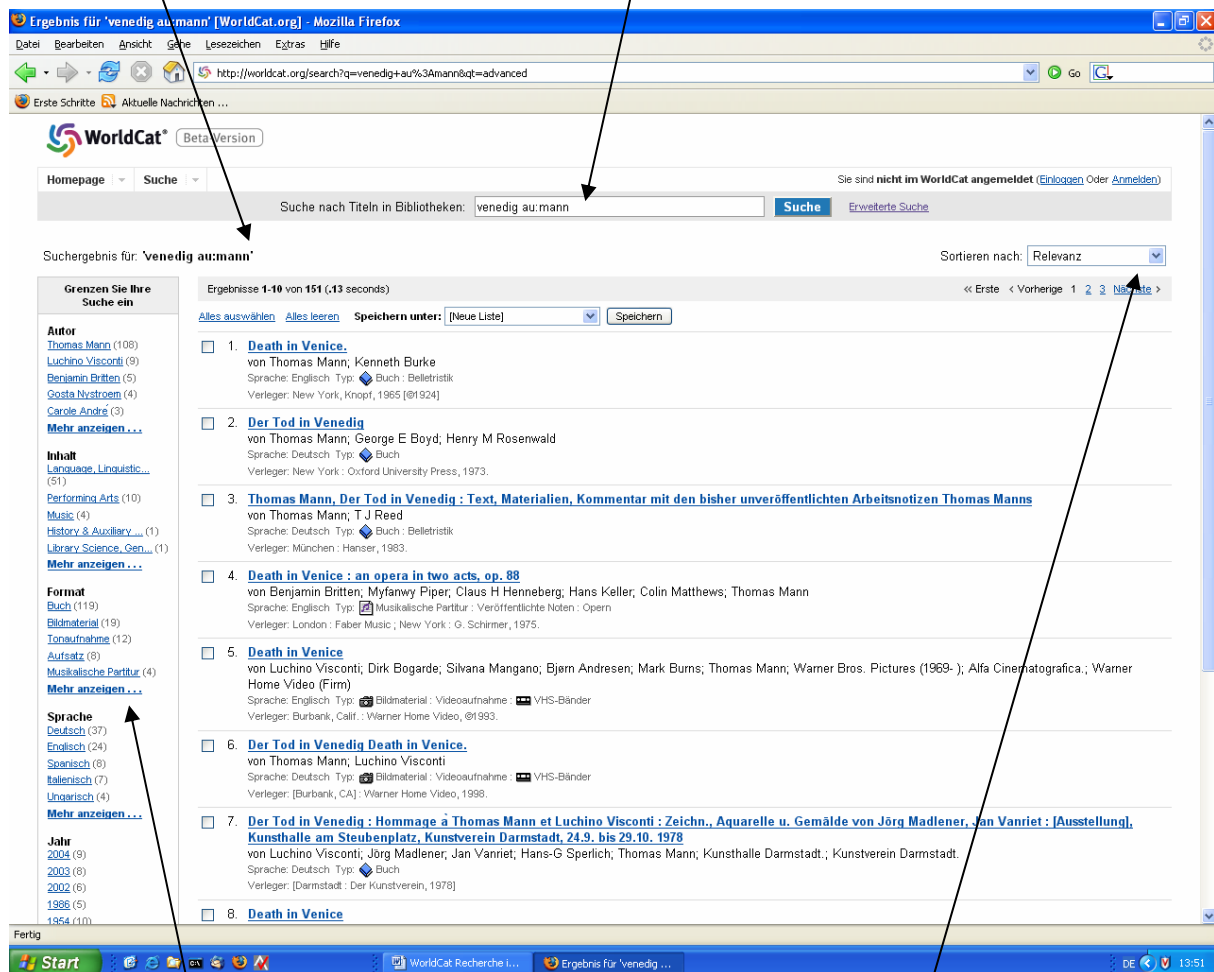 Ergebnis für 'venedig au:mann' [WorldCat.org] - Mozilla Firefox
Datei Bearbeiten Ansicht Gehe Lesezeichen Extras Hilfe
http://worldcat.org/search?q=venedig+au%3Amann&qt=advanced Go
Erste Schritte Aktuelle Nachrichten ...
WorldCat® Beta-Version
Homepage Suche Sie sind nicht im WorldCat angemeldet (Einloggen Oder Anmelden)
Suche nach Titeln in Bibliotheken: venedig au:mann Suche Erweiterte Suche
Suchergebnis für: 'venedig au:mann' Sortieren nach: Relevanz
Grenzen Sie Ihre
Suche ein
Autor
Thomas Mann (108)
Luchino Visconti (9)
Benjamin Britten (5)
Gosta Nystroem (4)
Carole André (3)
Mehr anzeigen . . .
Inhalt
Language, Linguistic...
(51)
Performing Arts (10)
Music (4)
History & Auxiliary ... (1)
Library Science, Gen... (1)
Mehr anzeigen . . .
Format
Buch (119)
Bildmaterial (19)
Tonaufnahme (12)
Aufsatz (8)
Musikalische Partitur (4)
Mehr anzeigen . . .
Sprache
Deutsch (37)
Englisch (24)
Spanisch (8)
Italienisch (7)
Ungarisch (4)
Mehr anzeigen . . .
Jahr
2004 (9)
2003 (8)
2002 (6)
1986 (5)
1954 (10)
Ergebnisse 1-10 von 151 (.13 seconds) « Erste < Vorherige 1 2 3 Nächste >
Alles auswählen Alles leeren Speichern unter: [Neue Liste] Speichern
1. Death in Venice.
von Thomas Mann; Kenneth Burke
Sprache: Englisch Typ: Buch : Belletristik
Verleger: New York, Knopf, 1965 [©1924]
2. Der Tod in Venedig
von Thomas Mann; George E Boyd; Henry M Rosenwald
Sprache: Deutsch Typ: Buch
Verleger: New York : Oxford University Press, 1973.
3. Thomas Mann, Der Tod in Venedig : Text, Materialien, Kommentar mit den bisher unveröffentlichten Arbeitsnotizen Thomas Manns
von Thomas Mann; T J Reed
Sprache: Deutsch Typ: Buch : Belletristik
Verleger: München : Hanser, 1983.
4. Death in Venice : an opera in two acts, op. 88
von Benjamin Britten; Myfanwy Piper; Claus H Henneberg; Hans Keller; Colin Matthews; Thomas Mann
Sprache: Englisch Typ: Musikalische Partitur : Veröffentlichte Noten : Opern
Verleger: London : Faber Music ; New York : G. Schirmer, 1975.
5. Death in Venice
von Luchino Visconti; Dirk Bogarde; Silvana Mangano; Bjørn Andresen; Mark Burns; Thomas Mann; Warner Bros. Pictures (1969- ); Alfa Cinematografica.; Warner
Home Video (Firm)
Sprache: Englisch Typ: Bildmaterial : Videoaufnahme : VHS-Bänder
Verleger: Burbank, Calif. : Warner Home Video, ©1993.
6. Der Tod in Venedig Death in Venice.
von Thomas Mann; Luchino Visconti
Sprache: Deutsch Typ: Bildmaterial : Videoaufnahme : VHS-Bänder
Verleger: [Burbank, CA] : Warner Home Video, 1998.
7. Der Tod in Venedig : Hommage à Thomas Mann et Luchino Visconti : Zeichn., Aquarelle u. Gemälde von Jörg Madlener, Jan Vanriet : [Ausstellung],
Kunsthalle am Steubenplatz, Kunstverein Darmstadt, 24.9. bis 29.10. 1978
von Luchino Visconti; Jörg Madlener; Jan Vanriet; Hans-G Sperlich; Thomas Mann; Kunsthalle Darmstadt.; Kunstverein Darmstadt.
Sprache: Deutsch Typ: Buch
Verleger: [Darmstadt : Der Kunstverein, 1978]
8. Death in Venice
Fertig
Start WorldCat Recherche i... Ergebnis für 'venedig ... DE 13:51